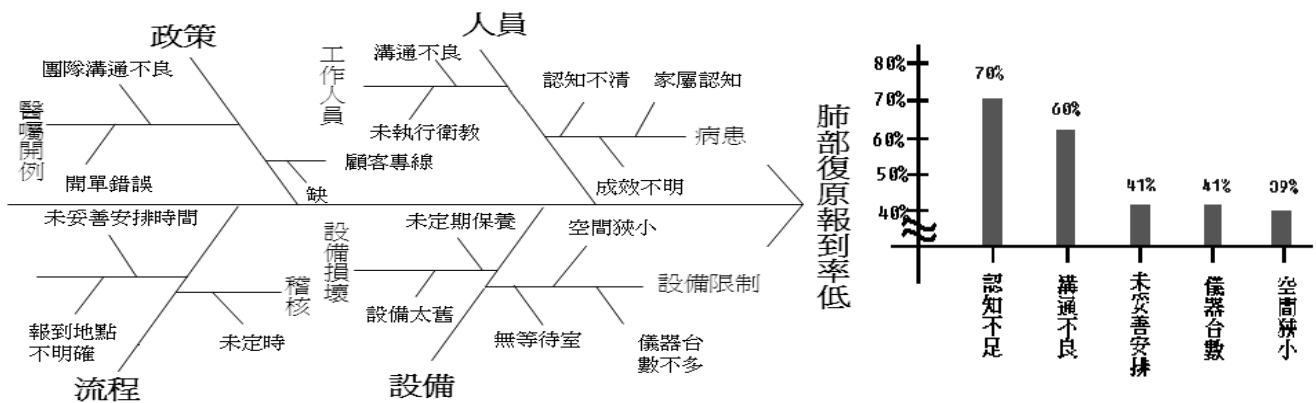 政策
團隊溝通不良
醫囑開例
開單錯誤
顧客專線
缺
人員
工作人員
溝通不良
未執行衛教
認知不清
家屬認知
病患
成效不明
未妥善安排時間
稽核
報到地點
不明確
未定時
流程
設備損壞
未定期保養
空間狹小
設備限制
設備太舊
無等待室
儀器台
數不多
設備
肺部復原報到率低
80%
70%
60%
50%
40%
70%
60%
41%
41%
39%
認知不足
溝通不良
未妥善安排
儀器台數
空間狹小